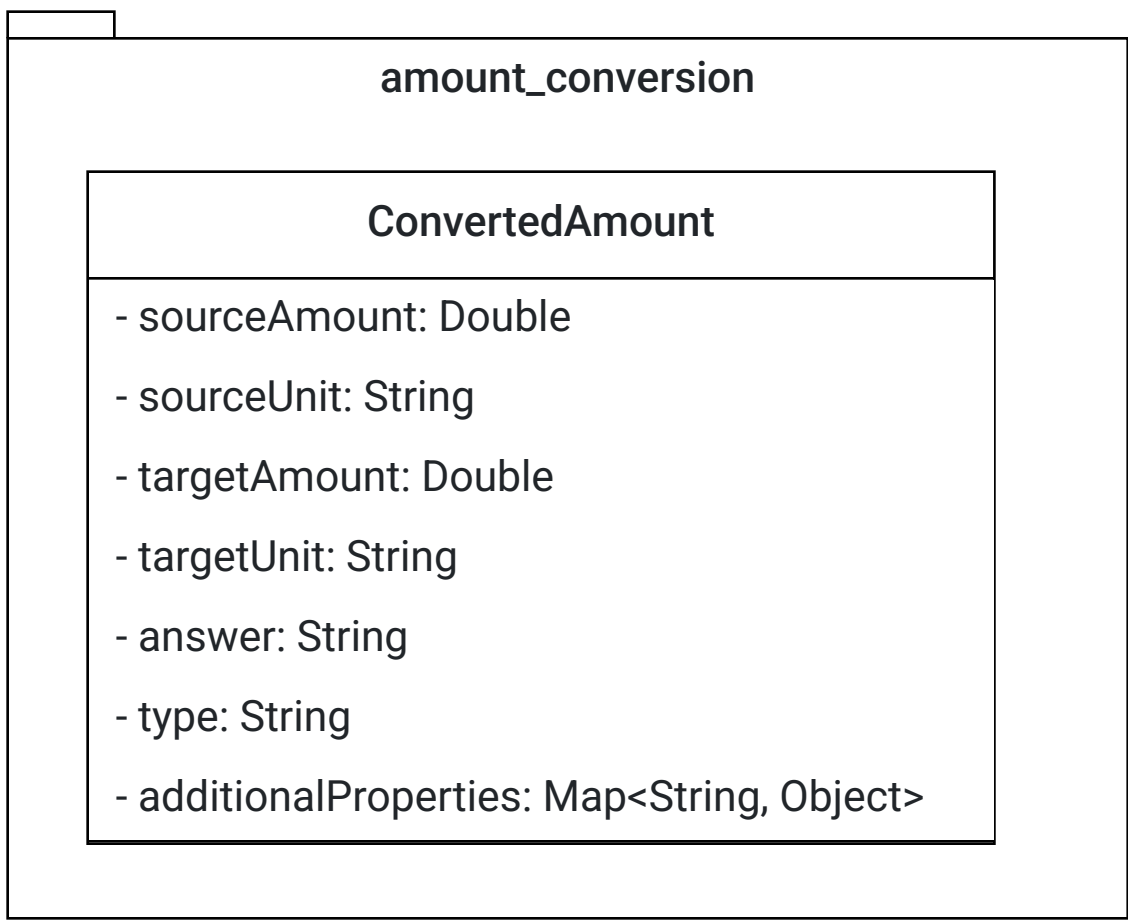 amount_conversion
ConvertedAmount
- sourceAmount: Double
- sourceUnit: String
- targetAmount: Double
- targetUnit: String
- answer: String
- type: String
- additionalProperties: Map<String, Object>